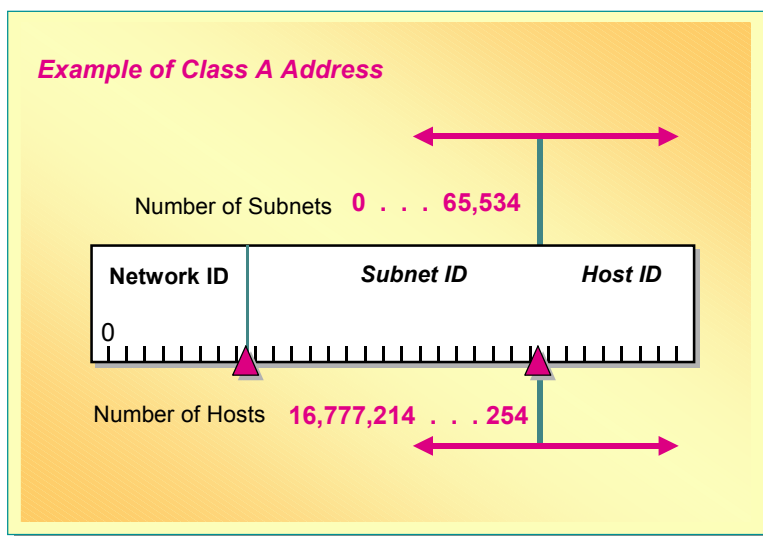 Example of Class A Address
Number of Subnets 0 . . . 65,534
Network ID Subnet ID Host ID
0
Number of Hosts 16,777,214 . . . 254